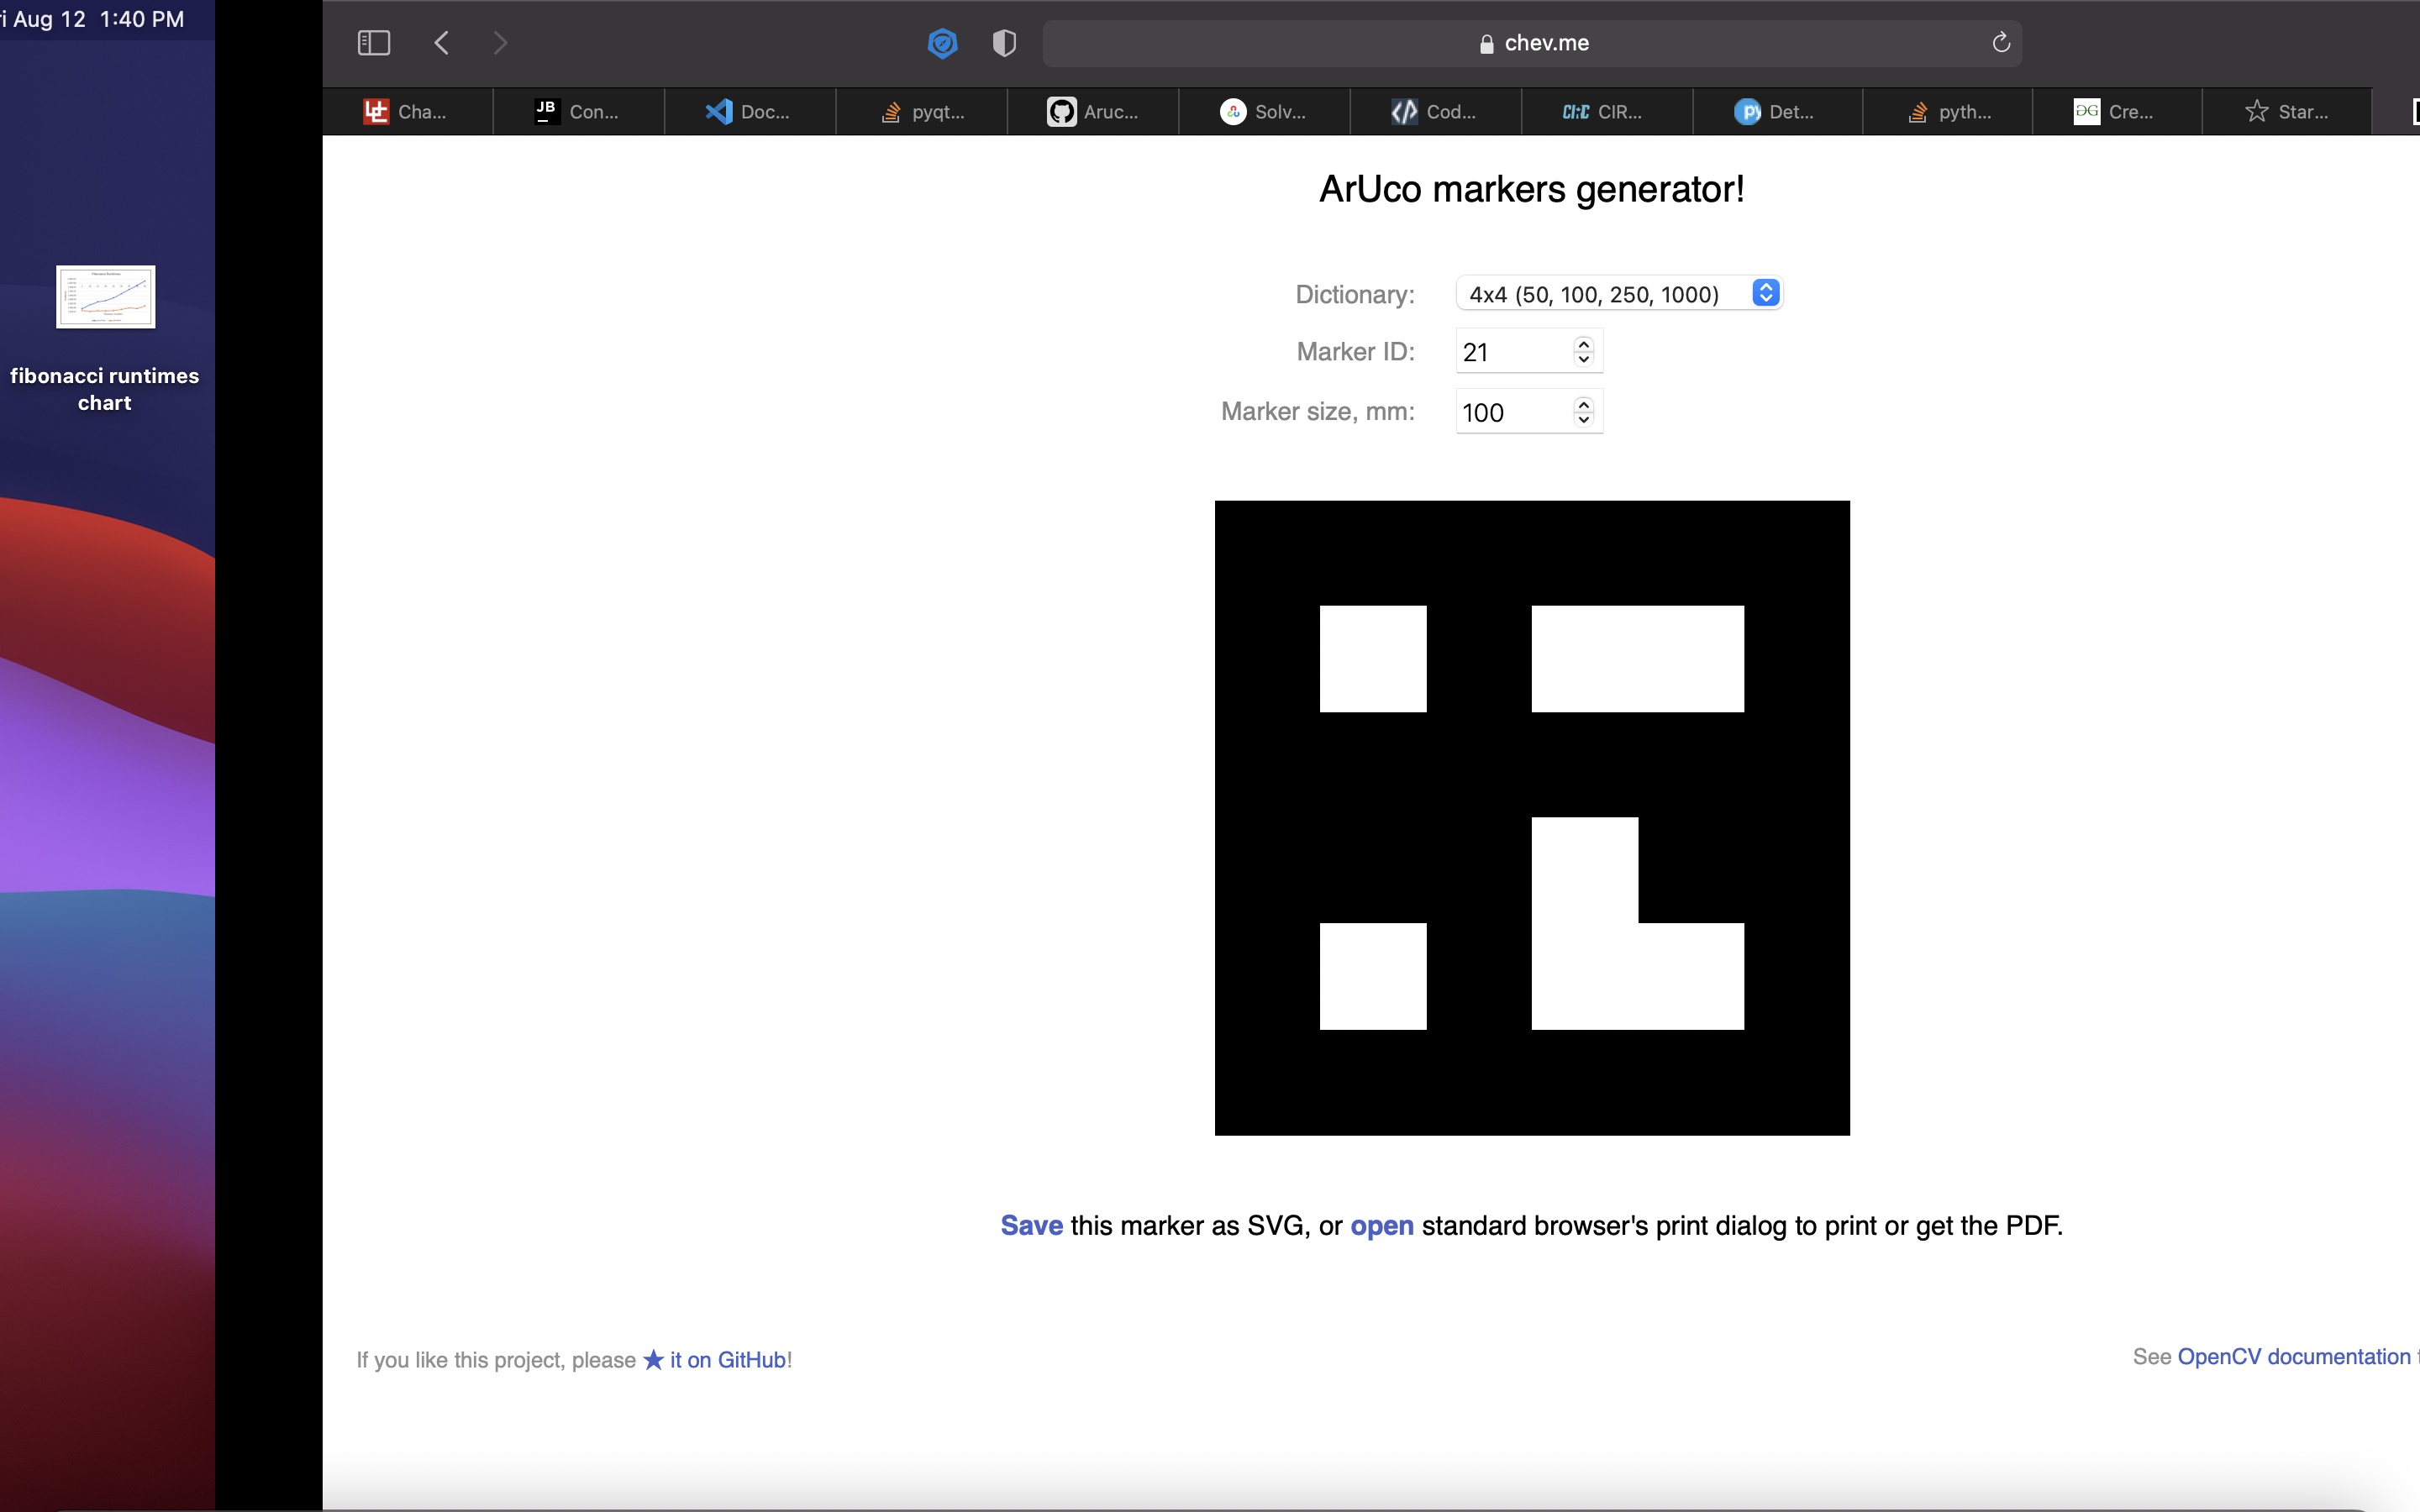 i Aug 12 1:40 PM
chev.me
Cha...
JB Con...
Doc...
pyqt...
Aruc...
Solv...
Cod...
CIR...
Det...
pyth...
Cre...
Star...
fibonacci runtimes
chart
ArUco markers generator!
Dictionary: 4x4 (50, 100, 250, 1000)
Marker ID: 21
Marker size, mm: 100
Save this marker as SVG, or open standard browser's print dialog to print or get the PDF.
If you like this project, please ★ it on GitHub!
See OpenCV documentation